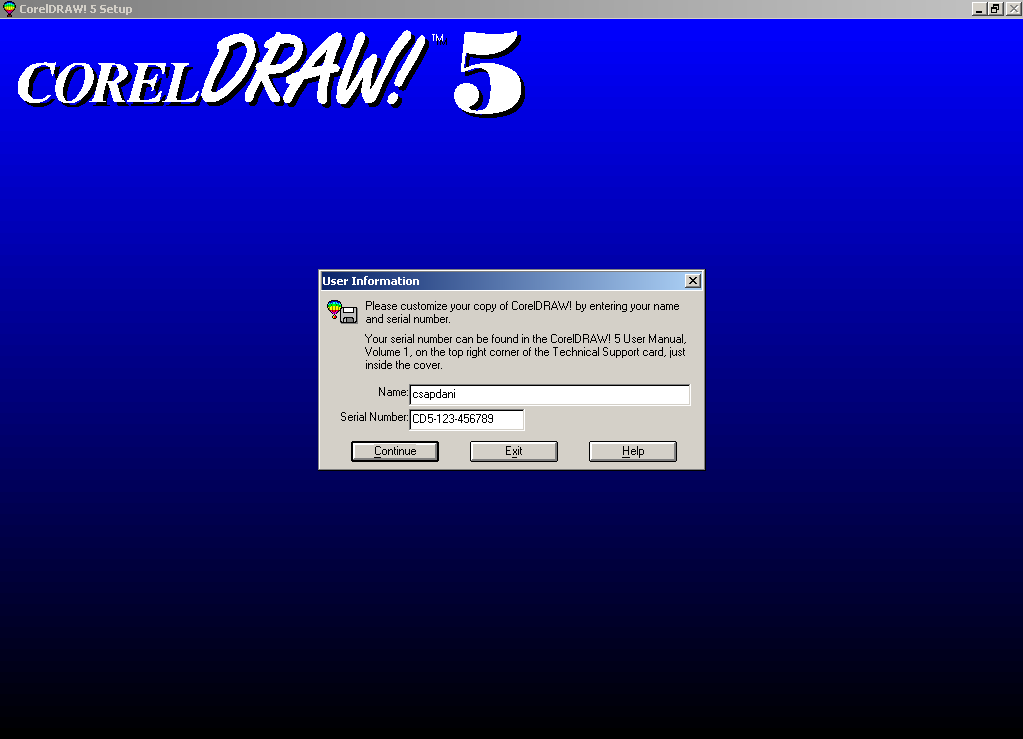 CorelDRAW! 5 Setup
COREL DRAW! ™ 5
User Information
Please customize your copy of CorelDRAW! by entering your name
and serial number.
Your serial number can be found in the CorelDRAW! 5 User Manual,
Volume 1, on the top right corner of the Technical Support card, just
inside the cover.
Name: csapdani
Serial Number: CD5-123-456789
Continue Exit Help